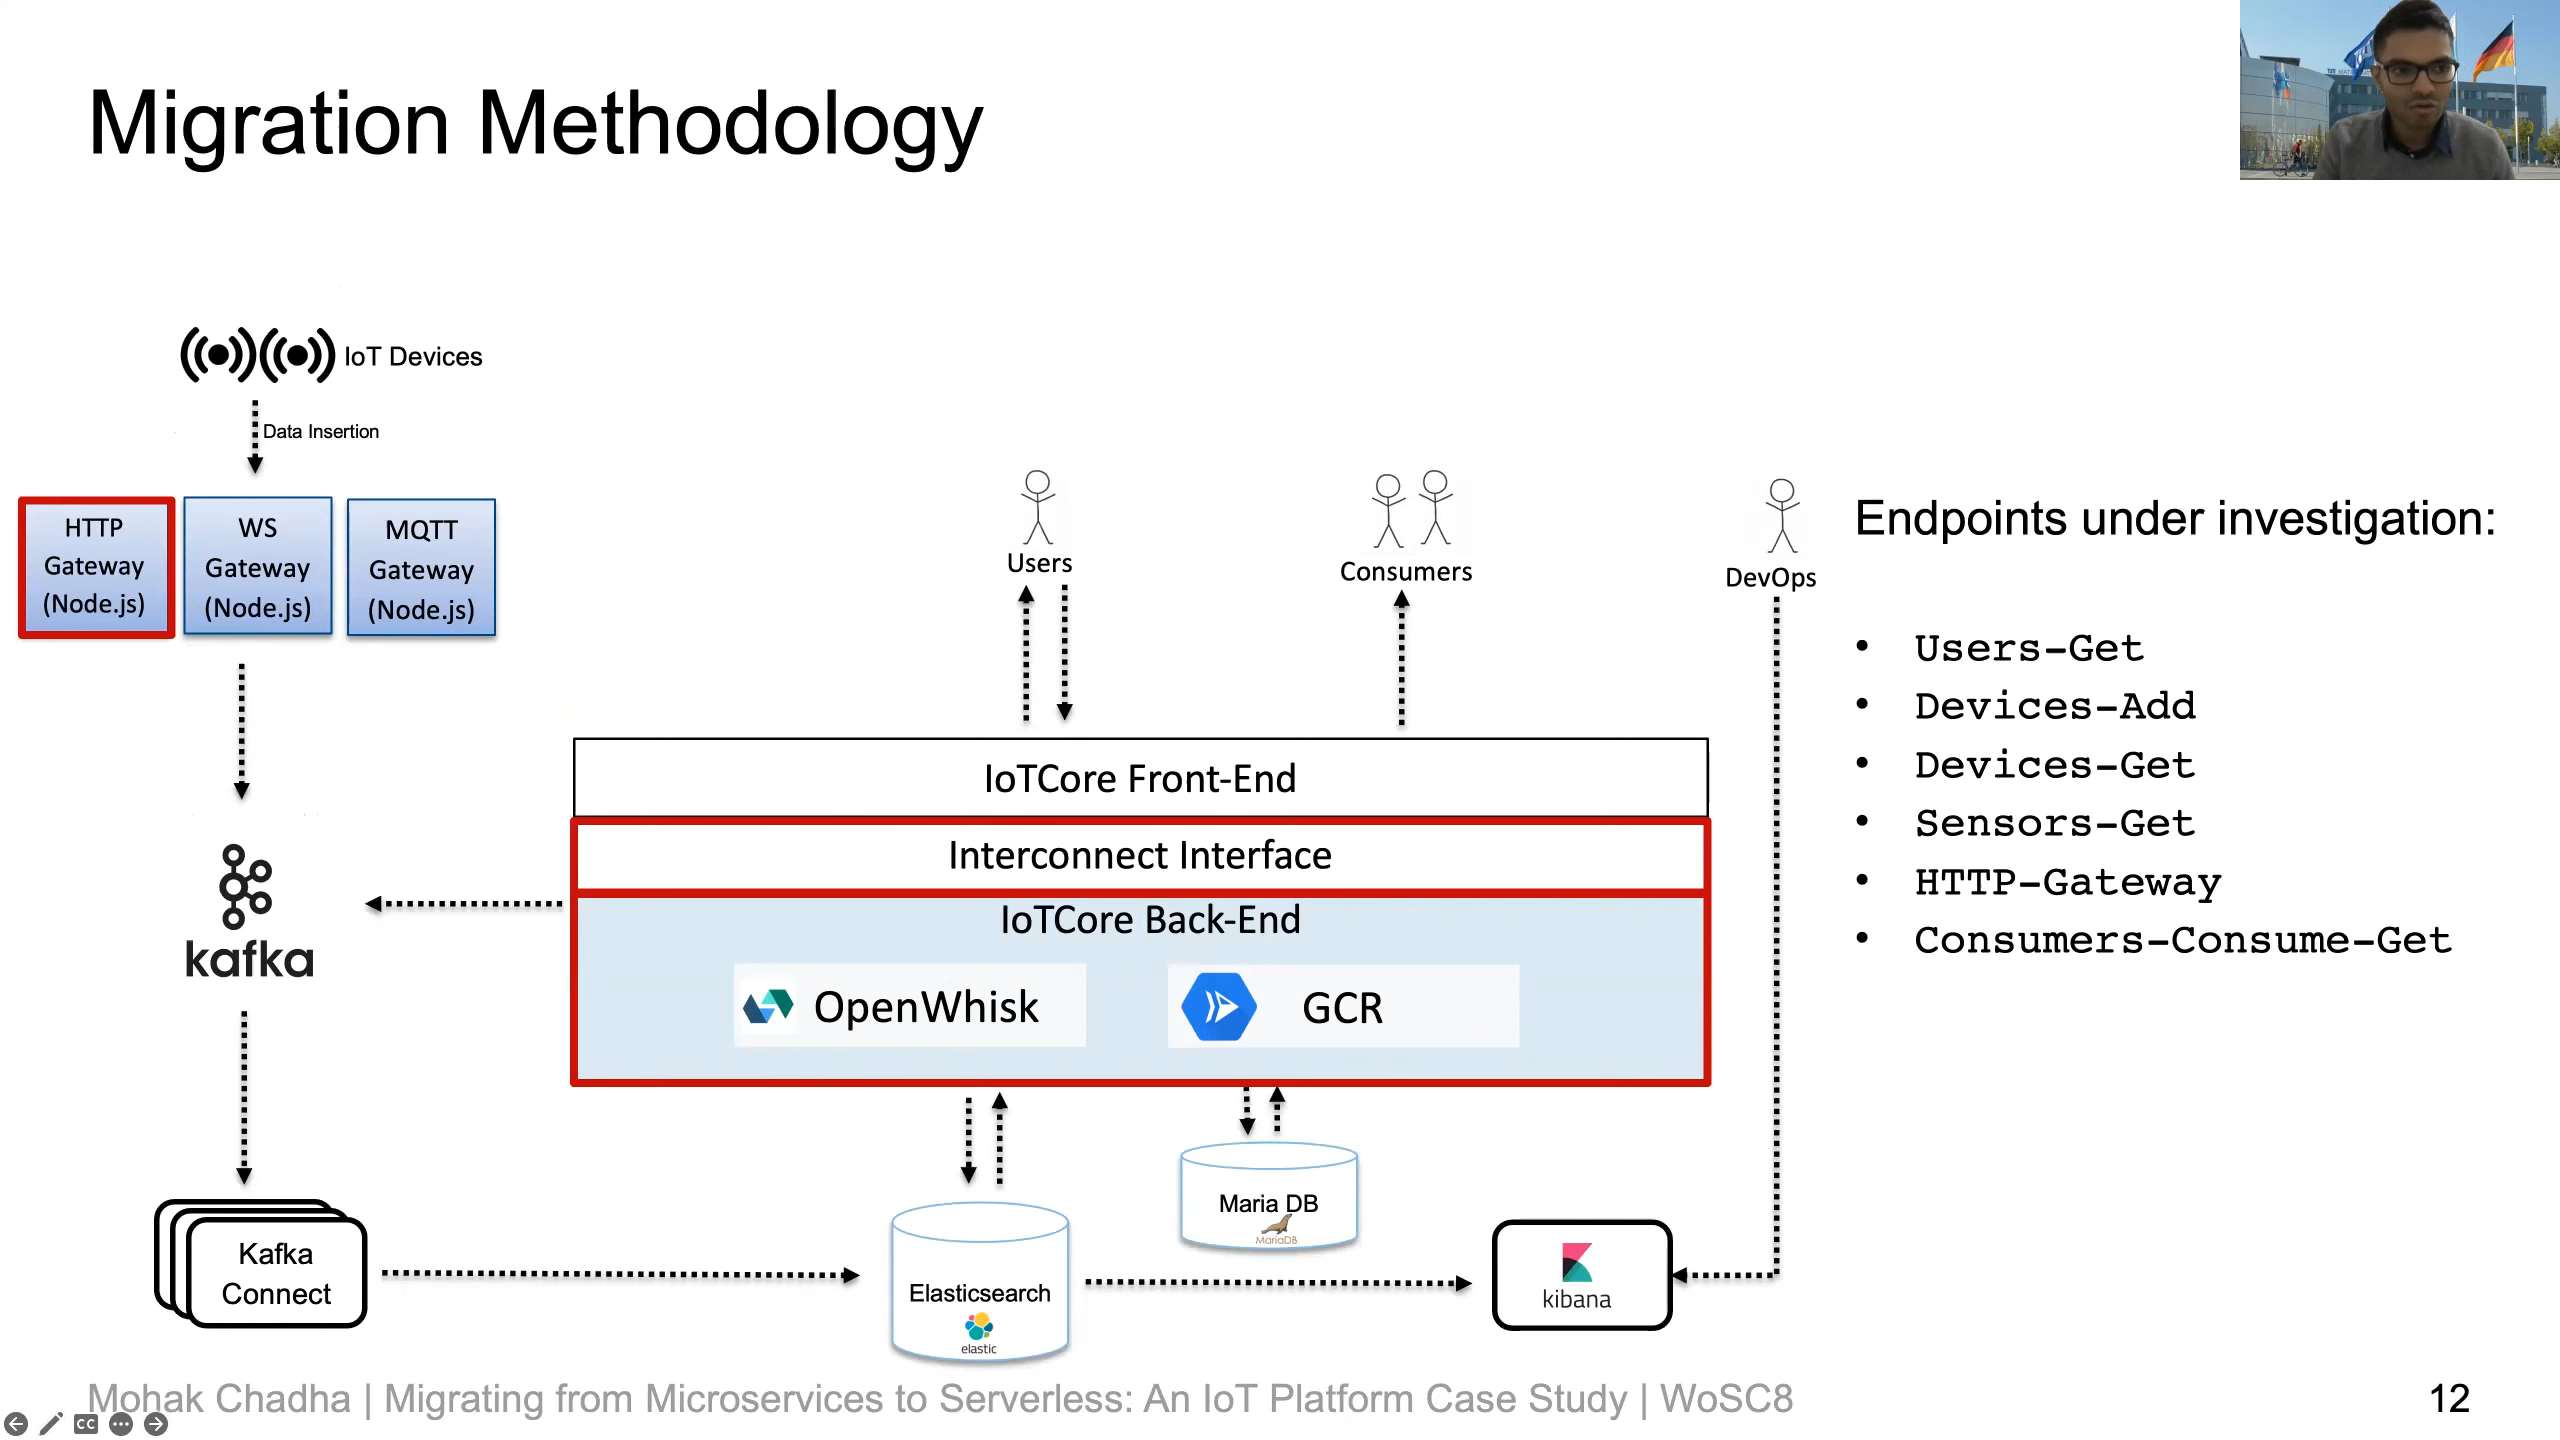 Migration Methodology
IoT Devices
Data Insertion
HTTP
Gateway
(Node.js)
WS
Gateway
(Node.js)
MQTT
Gateway
(Node.js)
Users
Consumers
DevOps
Endpoints under investigation:
• Users-Get
• Devices-Add
• Devices-Get
• Sensors-Get
• HTTP-Gateway
• Consumers-Consume-Get
IoTCore Front-End
Interconnect Interface
IoTCore Back-End
OpenWhisk
GCR
kafka
Kafka
Connect
Elasticsearch
elastic
Maria DB
MariaDB
kibana
Mohak Chadha | Migrating from Microservices to Serverless: An IoT Platform Case Study | WoSC8
12
CC